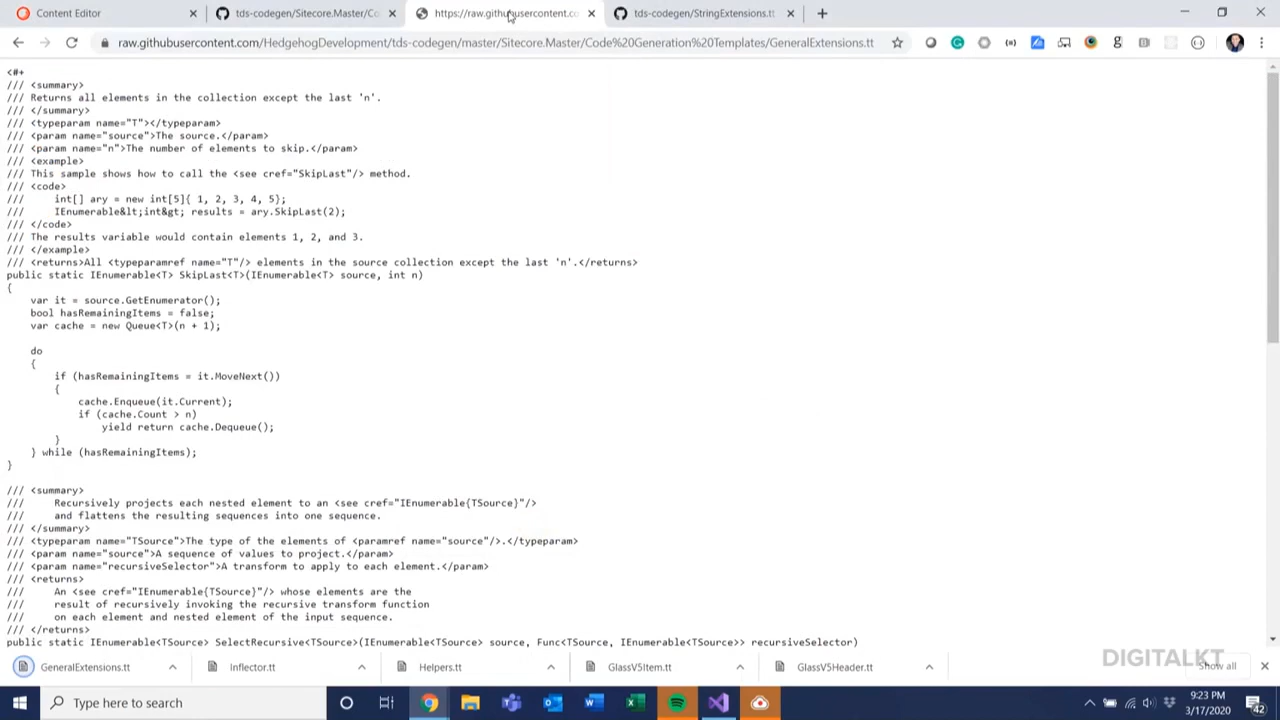 Content Editor
tds-codegen/Sitecore.Master/Co
https://raw.githubusercontent.co
tds-codegen/StringExtensions.tt
raw.githubusercontent.com/HedgehogDevelopment/tds-codegen/master/Sitecore.Master/Code%20Generation%20Templates/GeneralExtensions.tt
<#+
/// <summary>
/// Returns all elements in the collection except the last 'n'.
/// </summary>
/// <typeparam name="T"></typeparam>
/// <param name="source">The source.</param>
/// <param name="n">The number of elements to skip.</param>
/// <example>
/// This sample shows how to call the <see cref="SkipLast"/> method.
/// <code>
///    int[] ary = new int[5]{ 1, 2, 3, 4, 5};
///    IEnumerable&lt;int&gt; results = ary.SkipLast(2);
/// </code>
/// The results variable would contain elements 1, 2, and 3.
/// </example>
/// <returns>All <typeparamref name="T"/> elements in the source collection except the last 'n'.</returns>
public static IEnumerable<T> SkipLast<T>(IEnumerable<T> source, int n)
{
    var it = source.GetEnumerator();
    bool hasRemainingItems = false;
    var cache = new Queue<T>(n + 1);
    do
    {
        if (hasRemainingItems = it.MoveNext())
        {
            cache.Enqueue(it.Current);
            if (cache.Count > n)
                yield return cache.Dequeue();
        }
    } while (hasRemainingItems);
}
/// <summary>
///    Recursively projects each nested element to an <see cref="IEnumerable{TSource}"/>
///    and flattens the resulting sequences into one sequence.
/// </summary>
/// <typeparam name="TSource">The type of the elements of <paramref name="source"/>.</typeparam>
/// <param name="source">A sequence of values to project.</param>
/// <param name="recursiveSelector">A transform to apply to each element.</param>
/// <returns>
///    An <see cref="IEnumerable{TSource}"/> whose elements are the
///    result of recursively invoking the recursive transform function
///    on each element and nested element of the input sequence.
/// </returns>
public static IEnumerable<TSource> SelectRecursive<TSource>(IEnumerable<TSource> source, Func<TSource, IEnumerable<TSource>> recursiveSelector)
GeneralExtensions.tt
Inflector.tt
Helpers.tt
GlassV5Item.tt
GlassV5Header.tt
DIGITALKT
Show all
Type here to search
9:23 PM
3/17/2020
42